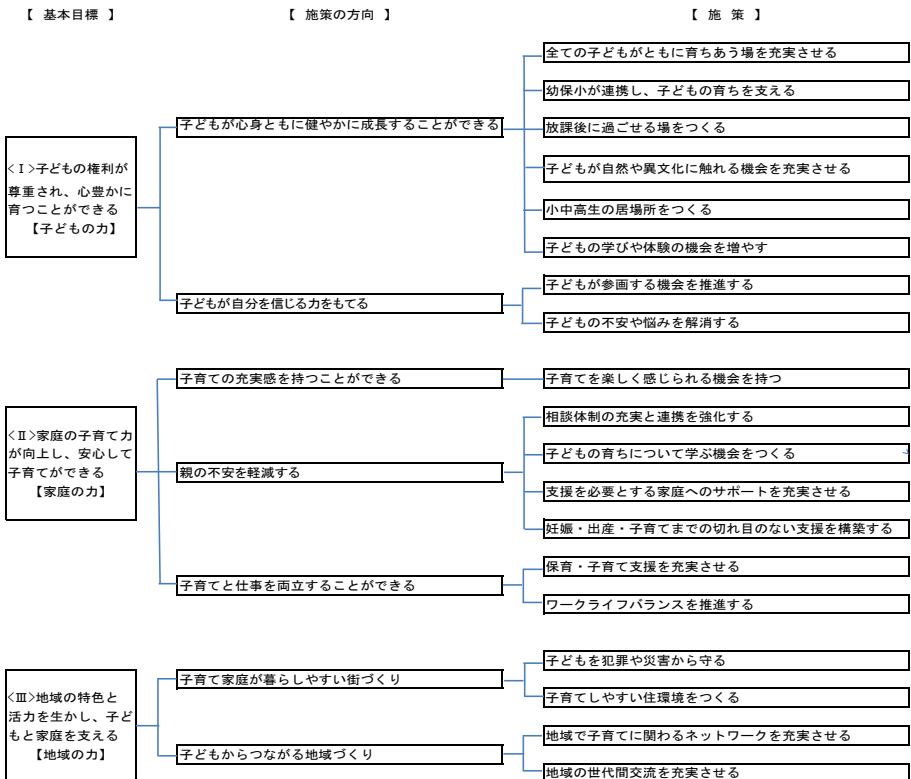 【 基本目標 】
【 施策の方向 】
【 施 策 】
<Ⅰ>子どもの権利が
尊重され、心豊かに
育つことができる
【子どもの力】
子どもが心身ともに健やかに成長することができる
全ての子どもがともに育ちあう場を充実させる
幼保小が連携し、子どもの育ちを支える
放課後に過ごせる場をつくる
子どもが自然や異文化に触れる機会を充実させる
小中高生の居場所をつくる
子どもの学びや体験の機会を増やす
子どもが自分を信じる力をもてる
子どもが参画する機会を推進する
子どもの不安や悩みを解消する
<Ⅱ>家庭の子育て力
が向上し、安心して
子育てができる
【家庭の力】
子育ての充実感を持つことができる
子育てを楽しく感じられる機会を持つ
親の不安を軽減する
相談体制の充実と連携を強化する
子どもの育ちについて学ぶ機会をつくる
支援を必要とする家庭へのサポートを充実させる
妊娠・出産・子育てまでの切れ目のない支援を構築する
子育てと仕事を両立することができる
保育・子育て支援を充実させる
ワークライフバランスを推進する
<Ⅲ>地域の特色と
活力を生かし、子ど
もと家庭を支える
【地域の力】
子育て家庭が暮らしやすい街づくり
子どもを犯罪や災害から守る
子育てしやすい住環境をつくる
子どもからつながる地域づくり
地域で子育てに関わるネットワークを充実させる
地域の世代間交流を充実させる